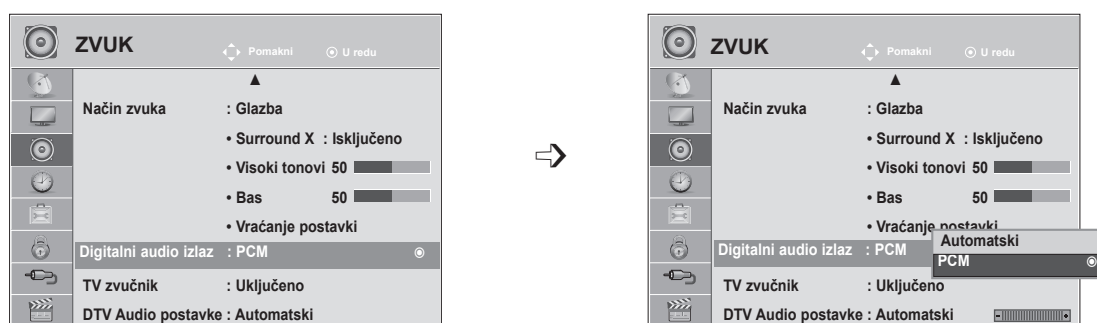 ZVUK
Pomakni
U redu
Način zvuka : Glazba
• Surround X : Isključeno
• Visoki tonovi 50
• Bas 50
• Vraćanje postavki
Digitalni audio izlaz : PCM
TV zvučnik : Uključeno
DTV Audio postavke : Automatski
ZVUK
Pomakni
U redu
Način zvuka : Glazba
• Surround X : Isključeno
• Visoki tonovi 50
• Bas 50
• Vraćanje postavki
Digitalni audio izlaz : PCM
Automatski
PCM
TV zvučnik : Uključeno
DTV Audio postavke : Automatski